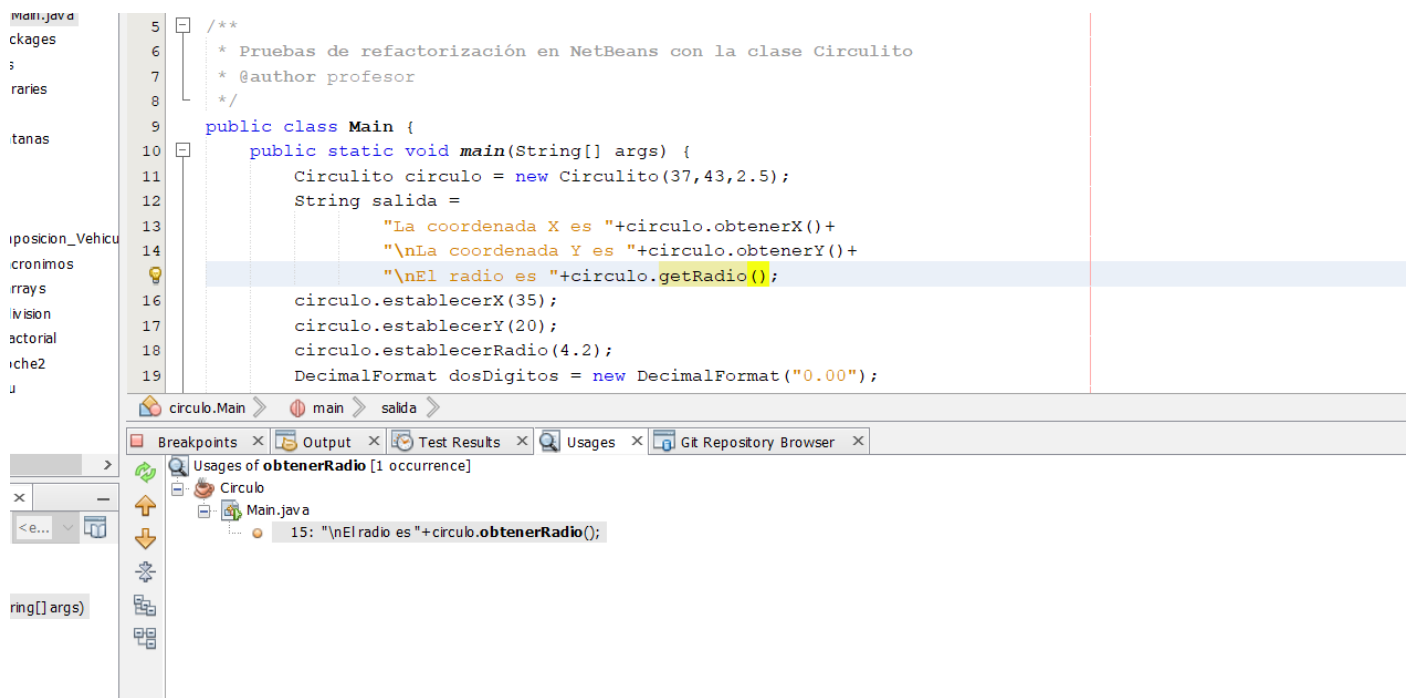 Main.java
ckages
s
raries
tanas
nposicion_Vehicu
cronimos
rrays
ivision
actorial
oche2
u
5 /**
6 * Pruebas de refactorización en NetBeans con la clase Circulito
7 * @author profesor
8 */
9 public class Main {
10 public static void main(String[] args) {
11 Circulito circulo = new Circulito(37,43,2.5);
12 String salida =
13 "La coordenada X es "+circulo.obtenerX()+
14 "\nLa coordenada Y es "+circulo.obtenerY()+
"\nEl radio es "+circulo.getRadio();
16 circulo.establecerX(35);
17 circulo.establecerY(20);
18 circulo.establecerRadio(4.2);
19 DecimalFormat dosDigitos = new DecimalFormat("0.00");
circulo.Main main salida
Breakpoints Output Test Results Usages Git Repository Browser
Usages of obtenerRadio [1 occurrence]
Circulo
Main.java
15: "\nEl radio es "+circulo.obtenerRadio();
<e...
ring[] args)